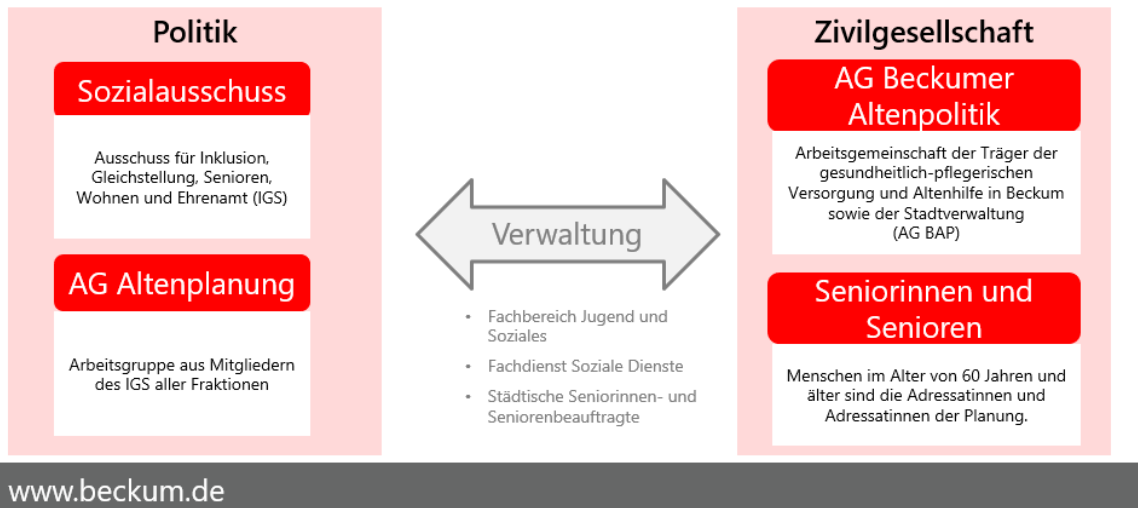 Politik
Sozialausschuss
Ausschuss für Inklusion,
Gleichstellung, Senioren,
Wohnen und Ehrenamt (IGS)
AG Altenplanung
Arbeitsgruppe aus Mitgliedern
des IGS aller Fraktionen
Verwaltung
• Fachbereich Jugend und
Soziales
• Fachdienst Soziale Dienste
• Städtische Seniorinnen- und
Seniorenbeauftragte
Zivilgesellschaft
AG Beckumer
Altenpolitik
Arbeitsgemeinschaft der Träger der
gesundheitlich-pflegerischen
Versorgung und Altenhilfe in Beckum
sowie der Stadtverwaltung
(AG BAP)
Seniorinnen und
Senioren
Menschen im Alter von 60 Jahren und
älter sind die Adressatinnen und
Adressatinnen der Planung.
www.beckum.de